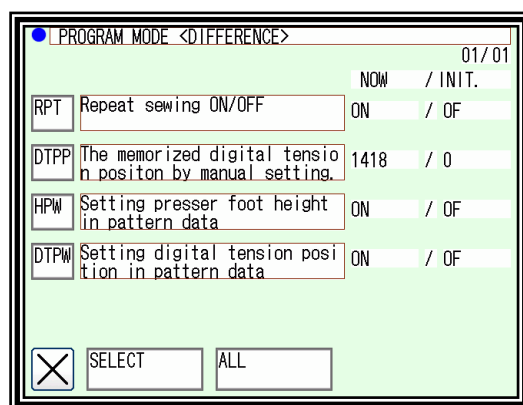 PROGRAM MODE <DIFFERENCE>
01/01
NOW / INIT.
RPT Repeat sewing ON/OFF ON / OF
DTPP The memorized digital tensio
n positon by manual setting. 1418 / 0
HPW Setting presser foot height
in pattern data ON / OF
DTPW Setting digital tension posi
tion in pattern data ON / OF
SELECT ALL